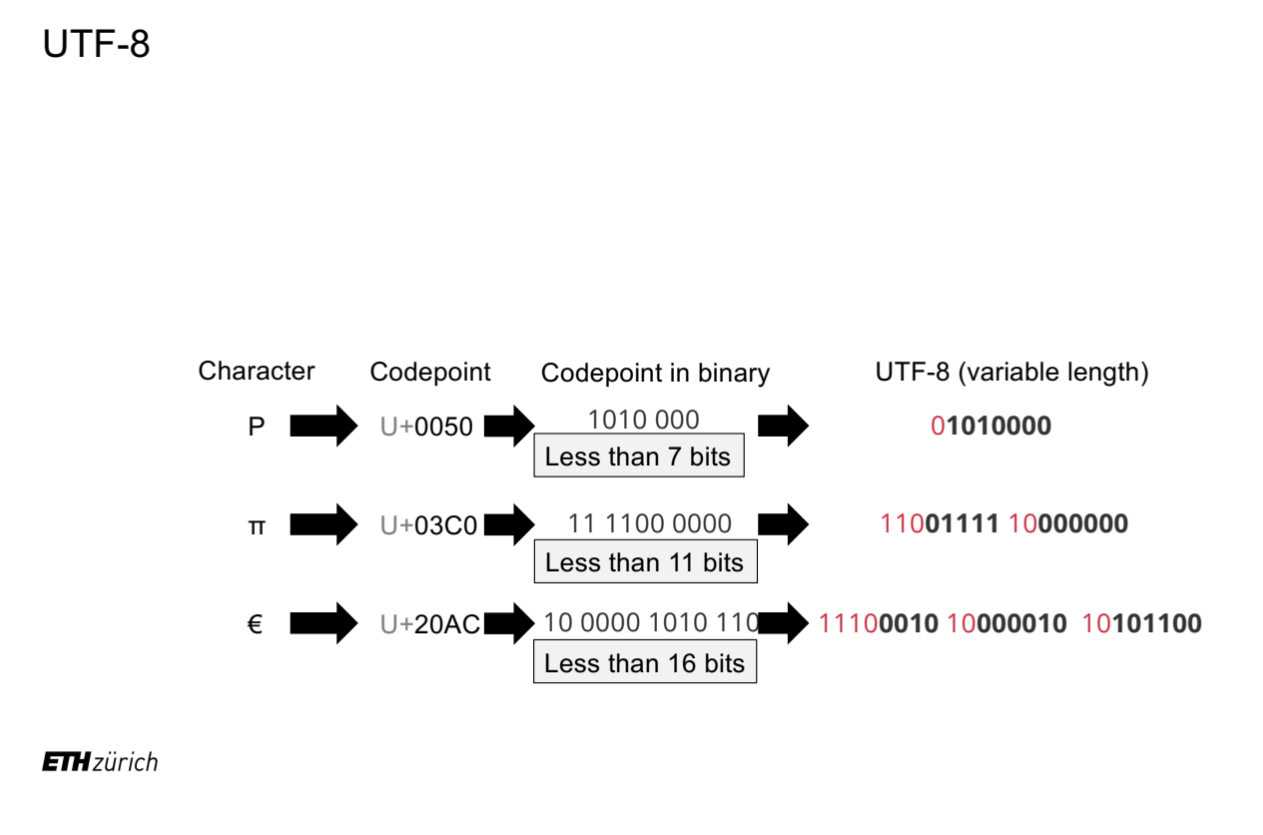 UTF-8
Character Codepoint Codepoint in binary UTF-8 (variable length)
P U+0050 1010 000 01010000
Less than 7 bits
π U+03C0 11 1100 0000 11001111 10000000
Less than 11 bits
€ U+20AC 10 0000 1010 110 11100010 10000010 10101100
Less than 16 bits
ETH zürich